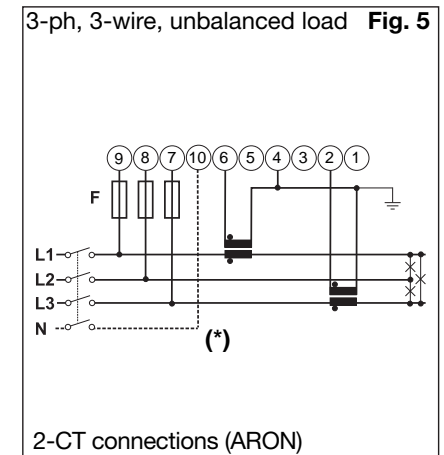 3-ph, 3-wire, unbalanced load Fig. 5
9 8 7 10 6 5 4 3 2 1
F
L1
L2
L3
N
(*)
2-CT connections (ARON)